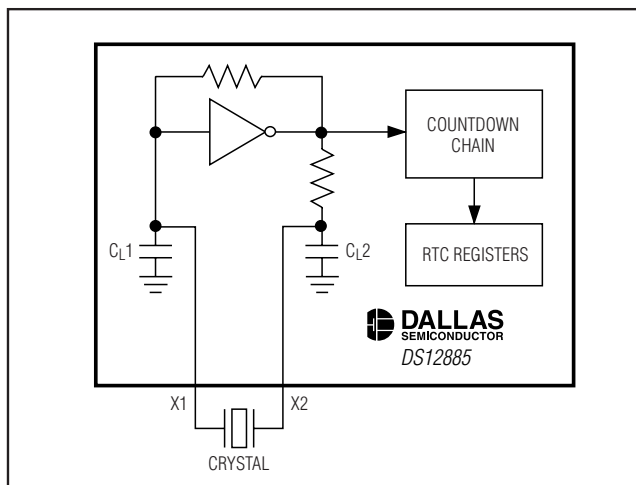 COUNTDOWN
CHAIN
CL1
CL2
RTC REGISTERS
DALLAS
SEMICONDUCTOR
DS12885
X1
X2
CRYSTAL